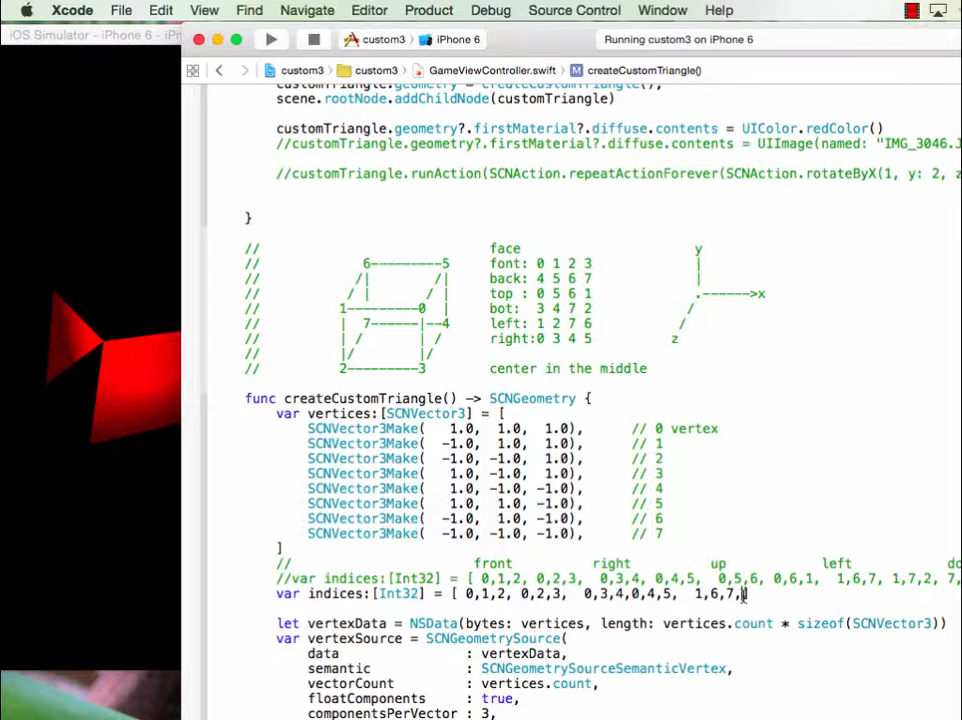 Xcode File Edit View Find Navigate Editor Product Debug Source Control Window Help
iOS Simulator - iPhone 6 - iP
custom3 iPhone 6 Running custom3 on iPhone 6
custom3 custom3 GameViewController.swift M createCustomTriangle()
customTriangle.geometry = createCustomTriangle();
scene.rootNode.addChildNode(customTriangle)
customTriangle.geometry?.firstMaterial?.diffuse.contents = UIColor.redColor()
//customTriangle.geometry?.firstMaterial?.diffuse.contents = UIImage(named: "IMG_3046.J
//customTriangle.runAction(SCNAction.repeatActionForever(SCNAction.rotateByX(1, y: 2, z
}
// face y
// 6---------5 font: 0 1 2 3 |
// /| /| back: 4 5 6 7 |
// / | / | top : 0 5 6 1 .------>x
// 1---------0 | bot: 3 4 7 2 /
// | 7------|--4 left: 1 2 7 6 /
// | / | / right:0 3 4 5 z
// |/ |/
// 2---------3 center in the middle
func createCustomTriangle() -> SCNGeometry {
var vertices:[SCNVector3] = [
SCNVector3Make( 1.0, 1.0, 1.0), // 0 vertex
SCNVector3Make( -1.0, 1.0, 1.0), // 1
SCNVector3Make( -1.0, -1.0, 1.0), // 2
SCNVector3Make( 1.0, -1.0, 1.0), // 3
SCNVector3Make( 1.0, -1.0, -1.0), // 4
SCNVector3Make( 1.0, 1.0, -1.0), // 5
SCNVector3Make( -1.0, 1.0, -1.0), // 6
SCNVector3Make( -1.0, -1.0, -1.0), // 7
]
// front right up left do
//var indices:[Int32] = [ 0,1,2, 0,2,3, 0,3,4, 0,4,5, 0,5,6, 0,6,1, 1,6,7, 1,7,2, 7,
var indices:[Int32] = [ 0,1,2, 0,2,3, 0,3,4,0,4,5, 1,6,7,]
let vertexData = NSData(bytes: vertices, length: vertices.count * sizeof(SCNVector3))
var vertexSource = SCNGeometrySource(
data : vertexData,
semantic : SCNGeometrySourceSemanticVertex,
vectorCount : vertices.count,
floatComponents : true,
componentsPerVector : 3,